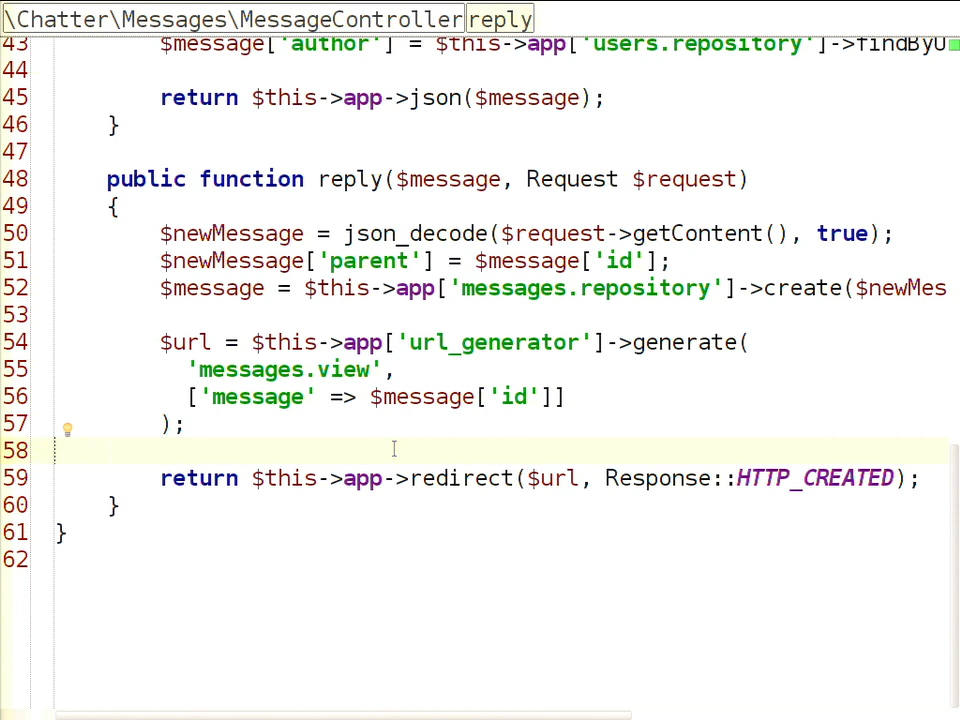 \Chatter\Messages\MessageController reply
43 $message['author'] = $this->app['users.repository']->findByU
44
45 return $this->app->json($message);
46 }
47
48 public function reply($message, Request $request)
49 {
50 $newMessage = json_decode($request->getContent(), true);
51 $newMessage['parent'] = $message['id'];
52 $message = $this->app['messages.repository']->create($newMes
53
54 $url = $this->app['url_generator']->generate(
55 'messages.view',
56 ['message' => $message['id']]
57 );
58
59 return $this->app->redirect($url, Response::HTTP_CREATED);
60 }
61 }
62